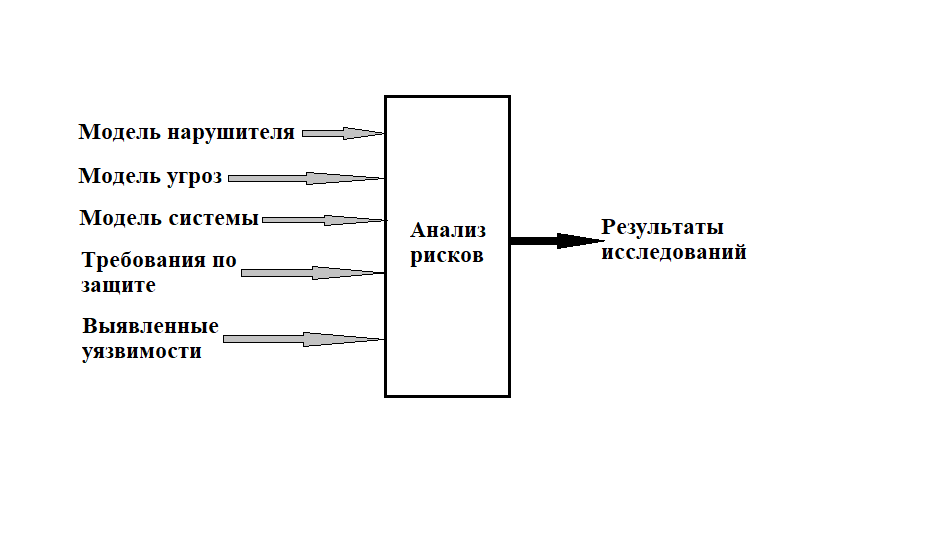 Модель нарушителя
Модель угроз
Модель системы
Требования по
защите
Выявленные
уязвимости
Анализ
рисков
Результаты
исследований